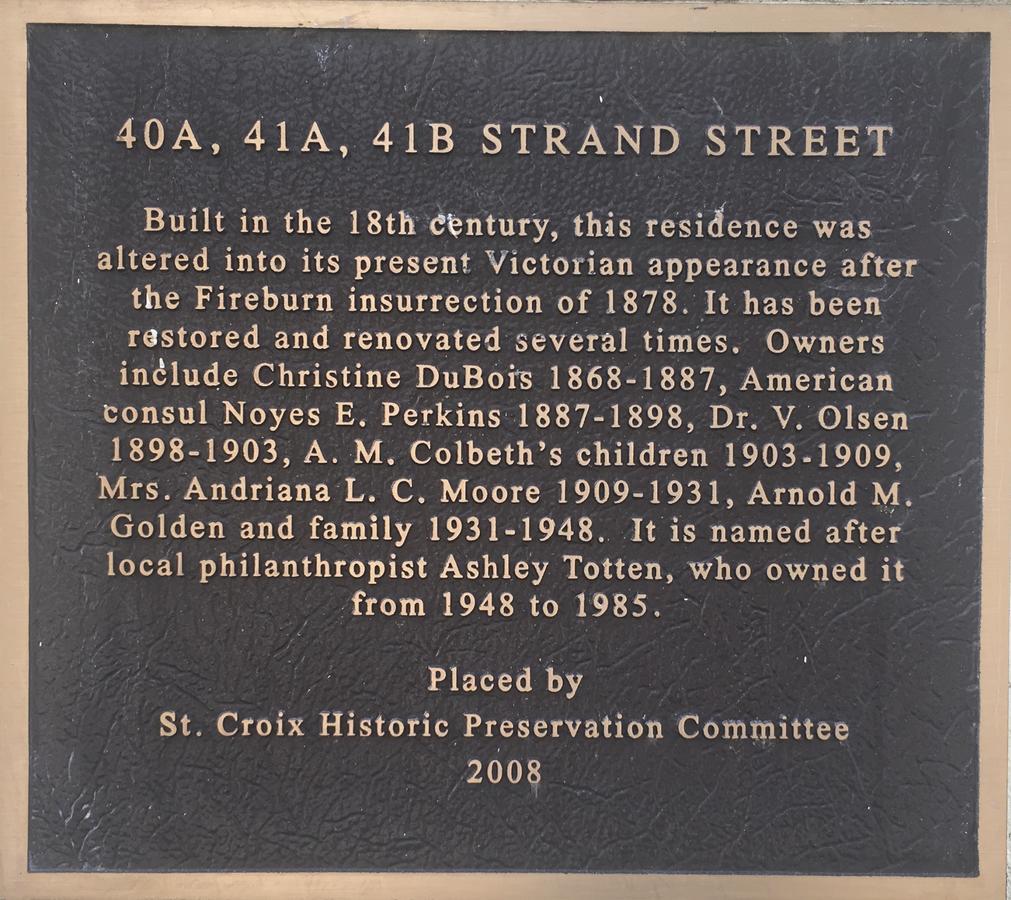 40A, 41A, 41B STRAND STREET
Built in the 18th century, this residence was
altered into its present Victorian appearance after
the Fireburn insurrection of 1878. It has been
restored and renovated several times. Owners
include Christine DuBois 1868-1887, American
consul Noyes E. Perkins 1887-1898, Dr. V. Olsen
1898-1903, A. M. Colbeth's children 1903-1909,
Mrs. Andriana L. C. Moore 1909-1931, Arnold M.
Golden and family 1931-1948. It is named after
local philanthropist Ashley Totten, who owned it
from 1948 to 1985.
Placed by
St. Croix Historic Preservation Committee
2008